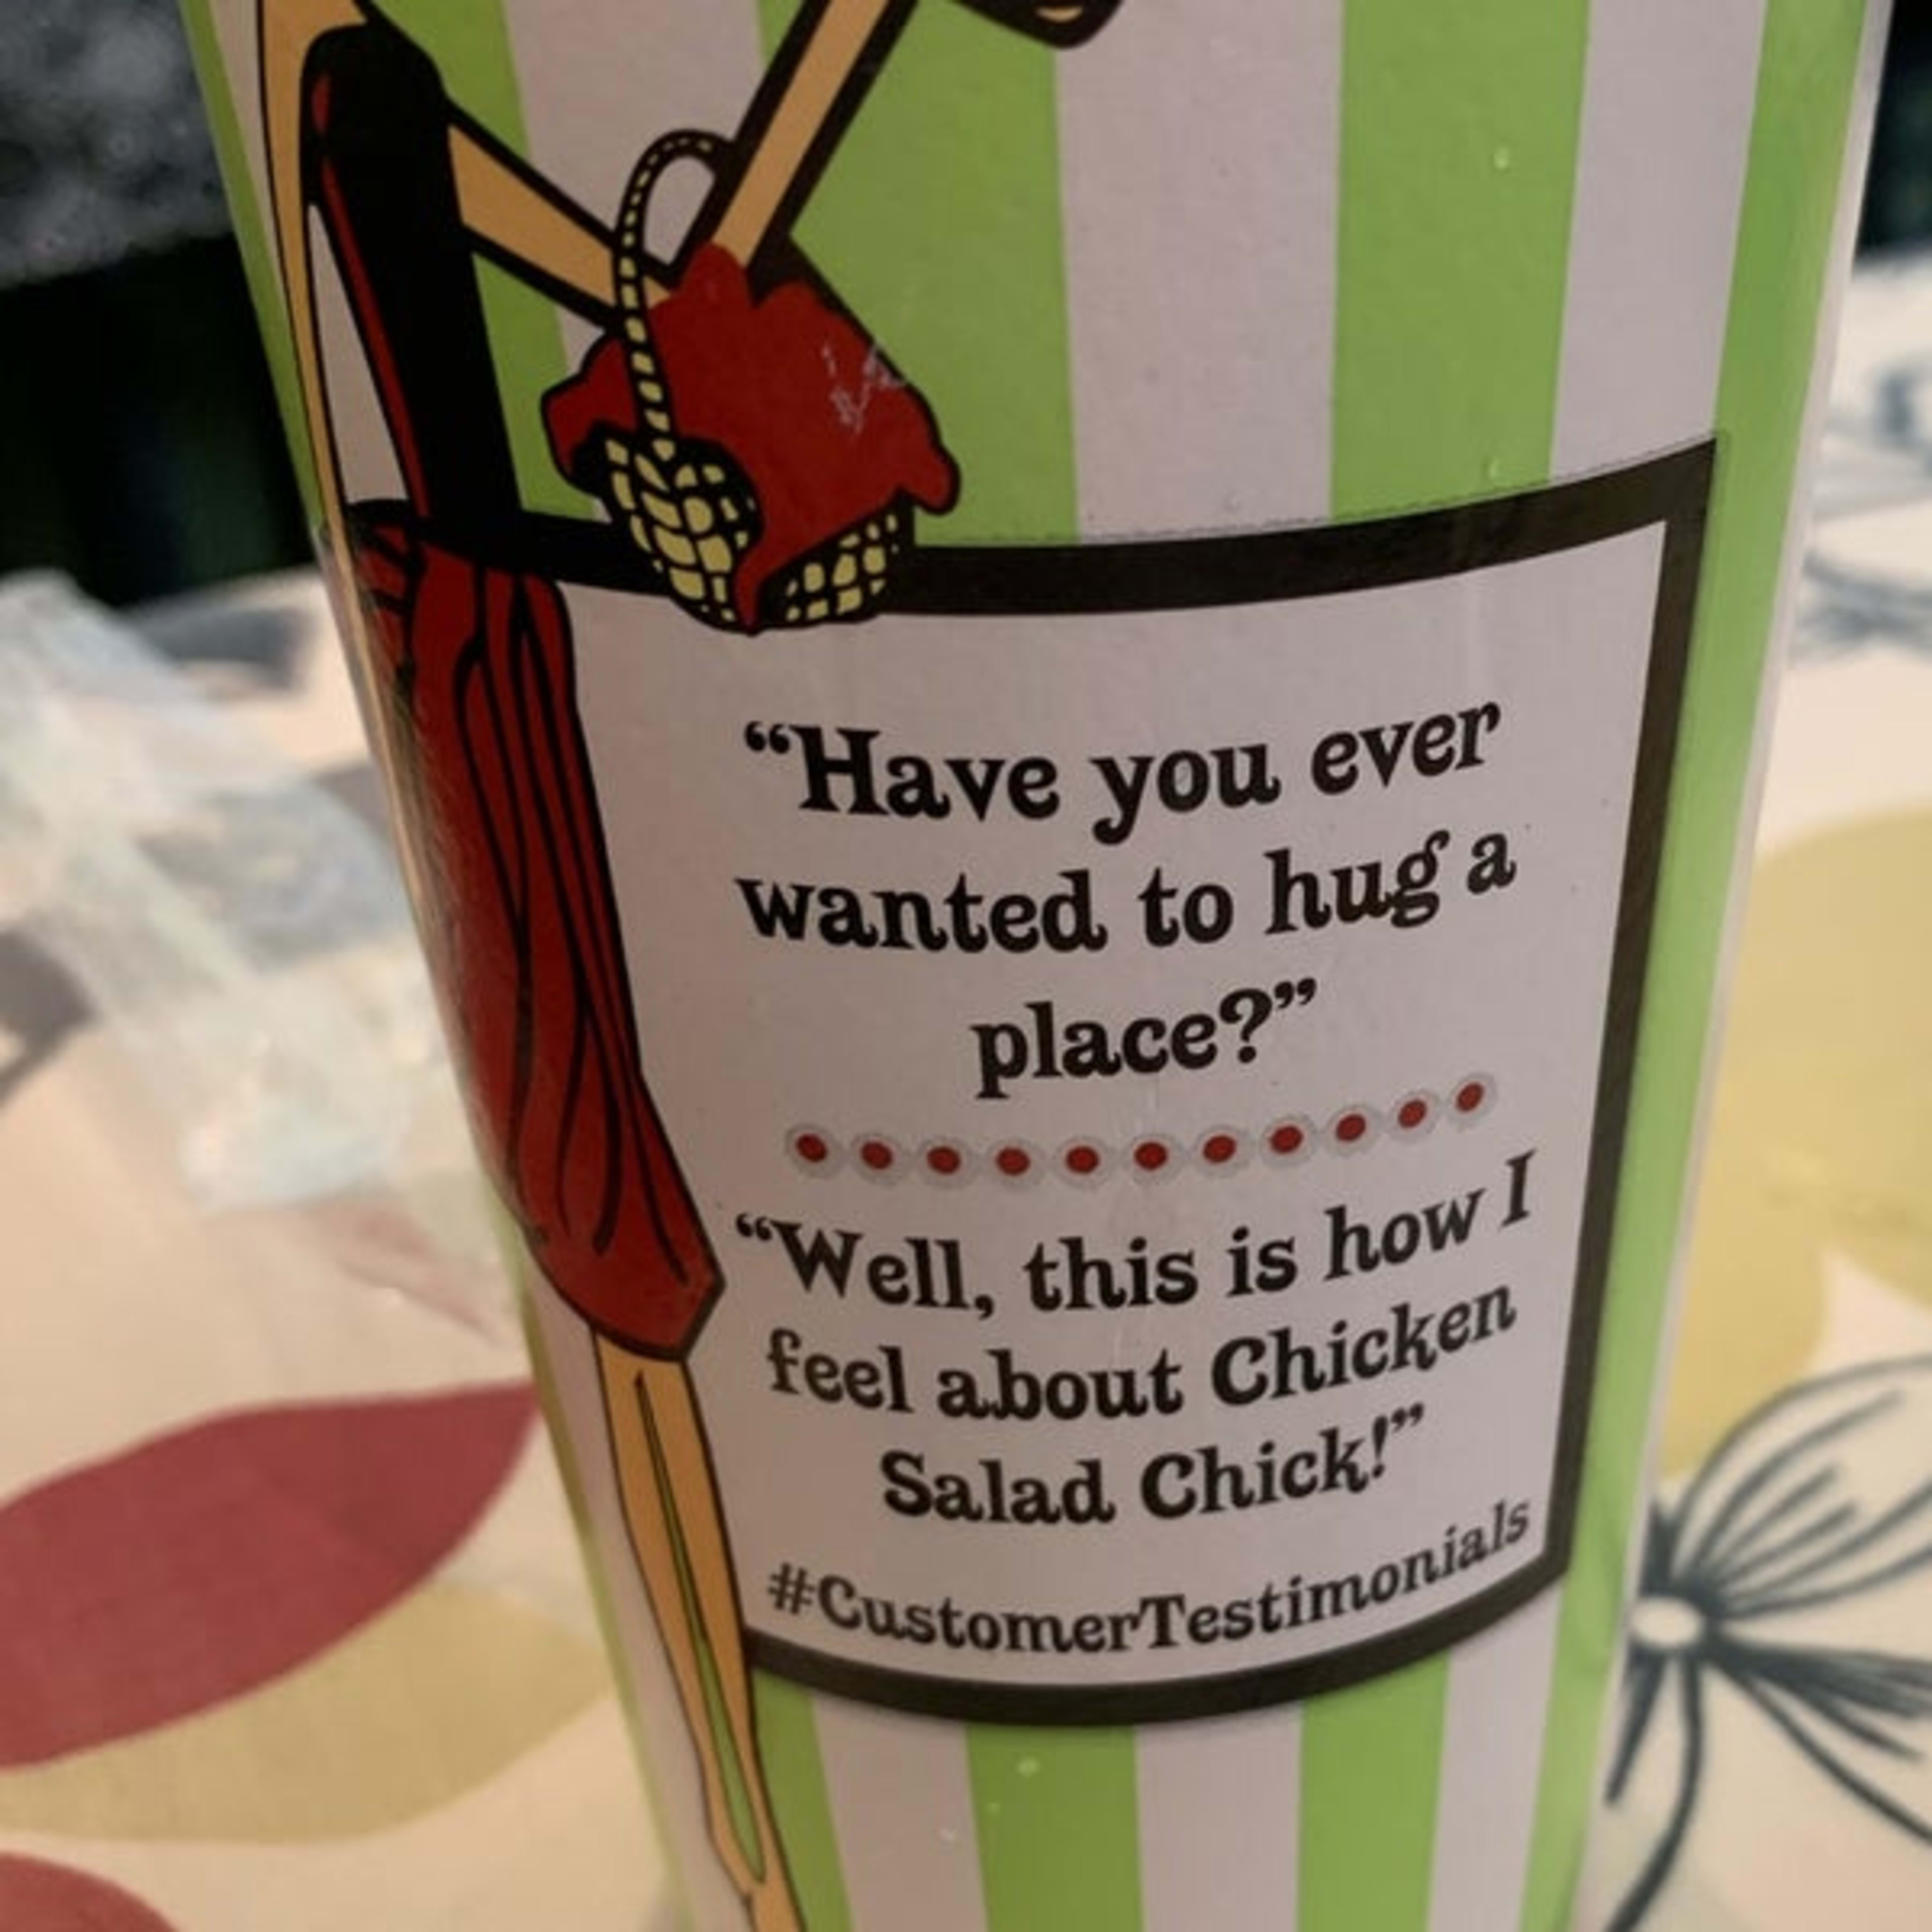 “Have you ever
wanted to hug a
place?”
“Well, this is how I
feel about Chicken
Salad Chick!”
#CustomerTestimonials